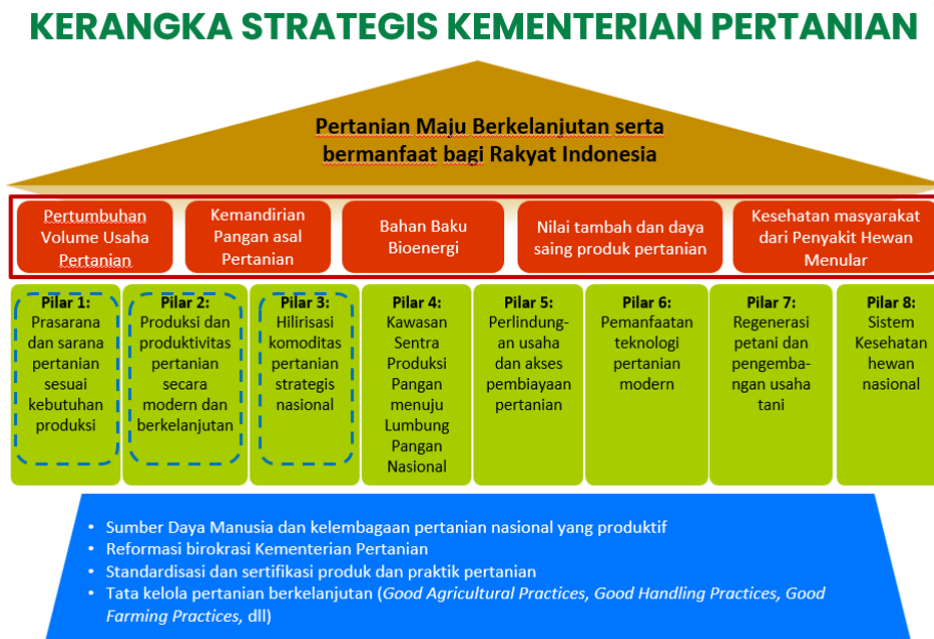 KERANGKA STRATEGIS KEMENTERIAN PERTANIAN
Pertanian Maju Berkelanjutan serta
bermanfaat bagi Rakyat Indonesia
Pertumbuhan
Volume Usaha
Pertanian
Kemandirian
Pangan asal
Pertanian
Bahan Baku
Bioenergi
Nilai tambah dan daya
saing produk pertanian
Kesehatan masyarakat
dari Penyakit Hewan
Menular
Pilar 1:
Prasarana
dan sarana
pertanian
sesuai
kebutuhan
produksi
Pilar 2:
Produksi dan
produktivitas
pertanian
secara
modern dan
berkelanjutan
Pilar 3:
Hilirisasi
komoditas
pertanian
strategis
nasional
Pilar 4:
Kawasan
Sentra
Produksi
Pangan
menuju
Lumbung
Pangan
Nasional
Pilar 5:
Perlindung-
an usaha
dan akses
pembiayaan
pertanian
Pilar 6:
Pemanfaatan
teknologi
pertanian
modern
Pilar 7:
Regenerasi
petani dan
pengemba-
ngan usaha
tani
Pilar 8:
Sistem
Kesehatan
hewan
nasional
• Sumber Daya Manusia dan kelembagaan pertanian nasional yang produktif
• Reformasi birokrasi Kementerian Pertanian
• Standardisasi dan sertifikasi produk dan praktik pertanian
• Tata kelola pertanian berkelanjutan (Good Agricultural Practices, Good Handling Practices, Good
Farming Practices, dll)